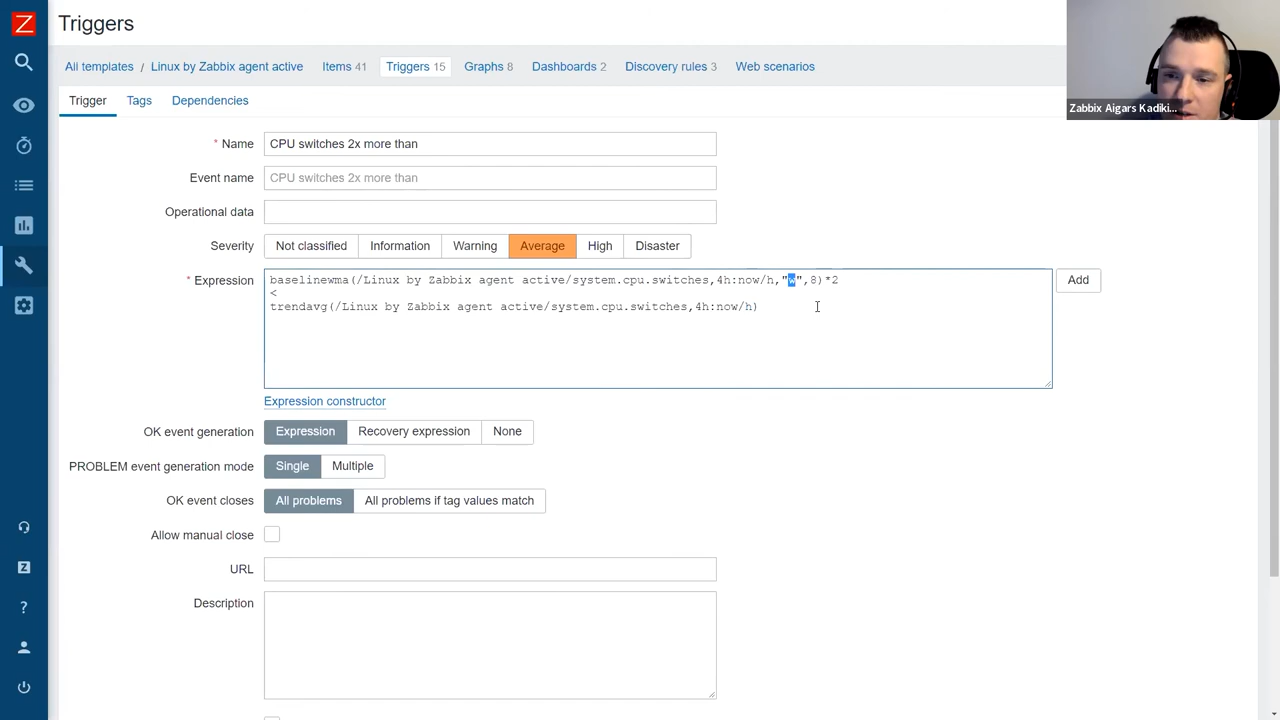 Z
Triggers
All templates / Linux by Zabbix agent active Items 41 Triggers 15 Graphs 8 Dashboards 2 Discovery rules 3 Web scenarios
Zabbix Aigars Kadiki...
Trigger Tags Dependencies
* Name CPU switches 2x more than
Event name CPU switches 2x more than
Operational data
Severity Not classified Information Warning Average High Disaster
* Expression baselinewma(/Linux by Zabbix agent active/system.cpu.switches,4h:now/h,"w",8)*2 Add
<
trendavg(/Linux by Zabbix agent active/system.cpu.switches,4h:now/h)
Expression constructor
OK event generation Expression Recovery expression None
PROBLEM event generation mode Single Multiple
OK event closes All problems All problems if tag values match
Allow manual close
URL
Z
Description
?